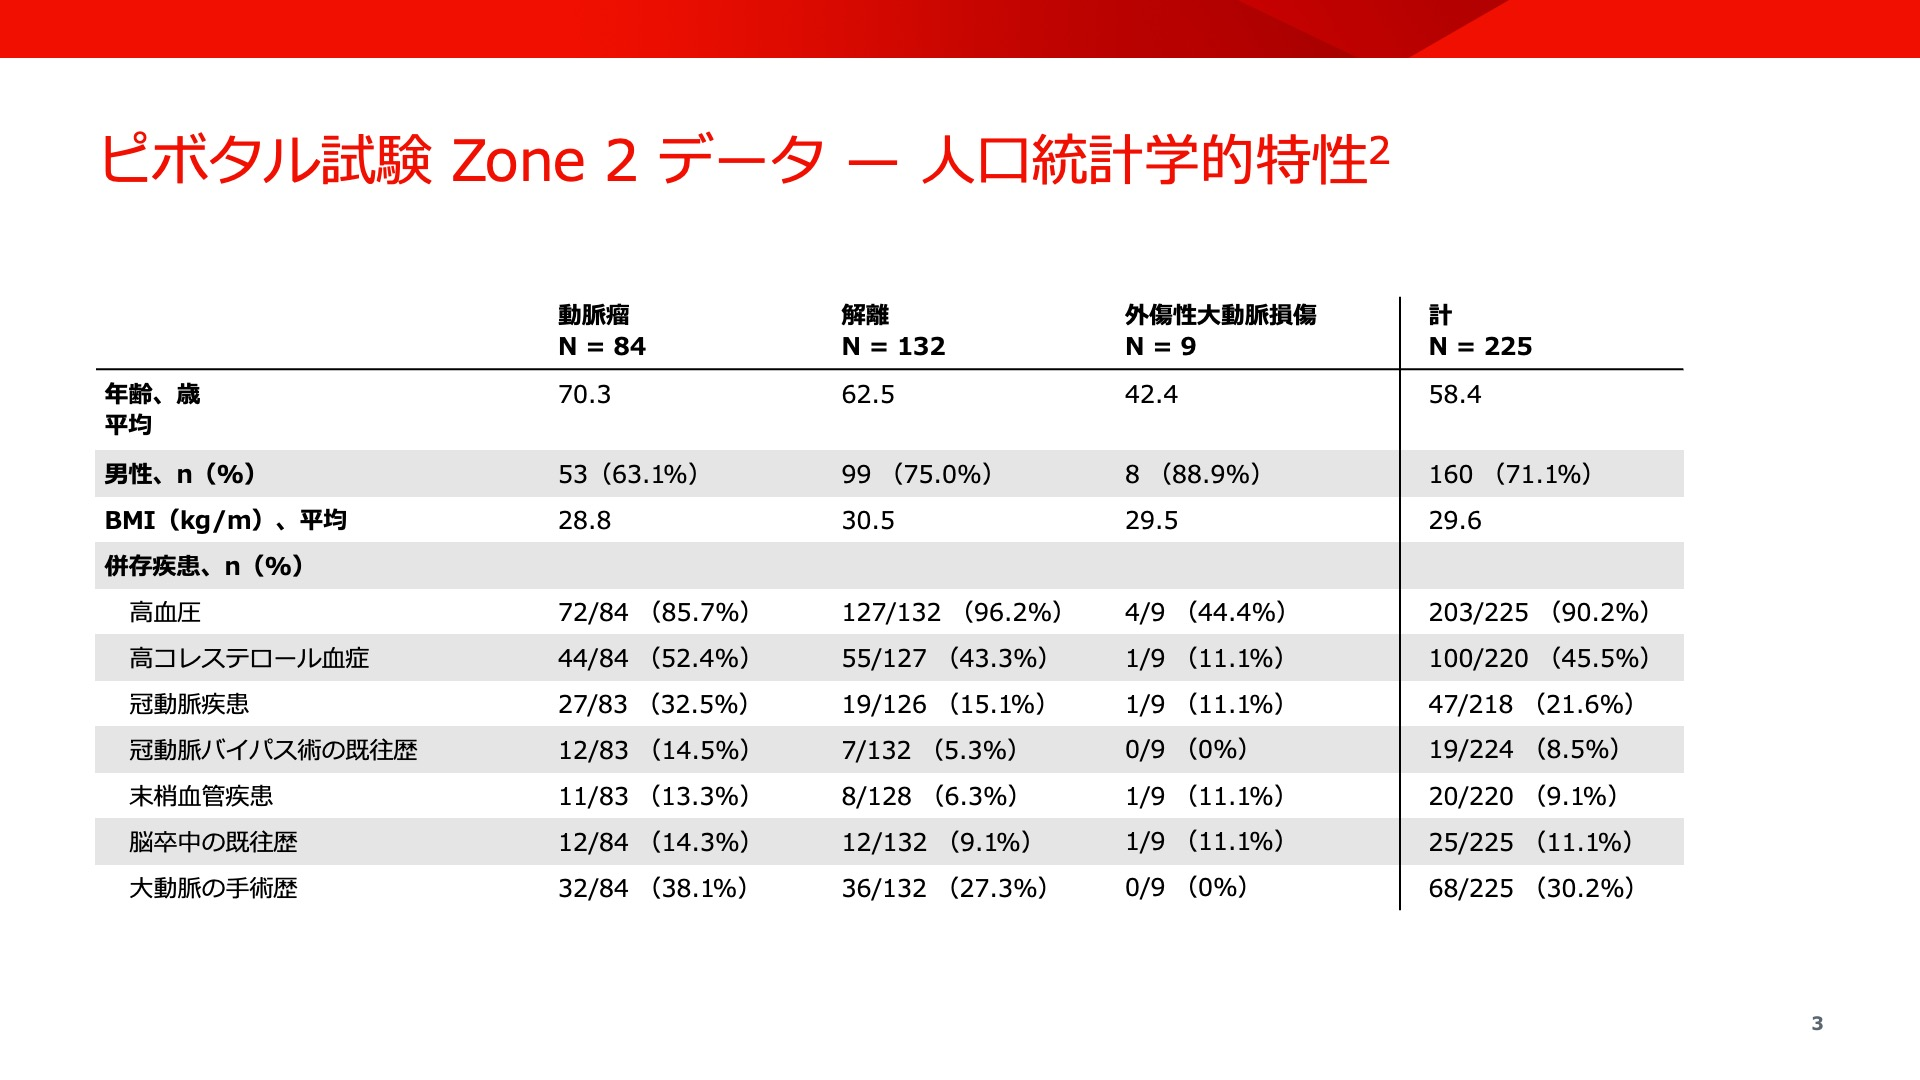 ピボタル試験 Zone 2 データ ー 人口統計学的特性2
動脈瘤 解離 外傷性大動脈損傷 計
N = 84 N = 132 N = 9 N = 225
年齢、歳 70.3 62.5 42.4 58.4
平均
男性、n（%） 53（63.1%） 99 （75.0%） 8 （88.9%） 160 （71.1%）
BMI（kg/m）、平均 28.8 30.5 29.5 29.6
併存疾患、n（%）
高血圧 72/84 （85.7%） 127/132 （96.2%） 4/9 （44.4%） 203/225 （90.2%）
高コレステロール血症 44/84 （52.4%） 55/127 （43.3%） 1/9 （11.1%） 100/220 （45.5%）
冠動脈疾患 27/83 （32.5%） 19/126 （15.1%） 1/9 （11.1%） 47/218 （21.6%）
冠動脈バイパス術の既往歴 12/83 （14.5%） 7/132 （5.3%） 0/9 （0%） 19/224 （8.5%）
末梢血管疾患 11/83 （13.3%） 8/128 （6.3%） 1/9 （11.1%） 20/220 （9.1%）
脳卒中の既往歴 12/84 （14.3%） 12/132 （9.1%） 1/9 （11.1%） 25/225 （11.1%）
大動脈の手術歴 32/84 （38.1%） 36/132 （27.3%） 0/9 （0%） 68/225 （30.2%）
3